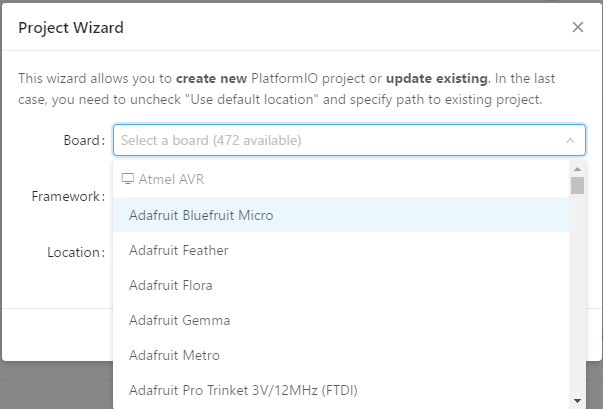 Project Wizard
This wizard allows you to create new PlatformIO project or update existing. In the last
case, you need to uncheck "Use default location" and specify path to existing project.
Board: Select a board (472 available)
Atmel AVR
Framework:
Adafruit Bluefruit Micro
Adafruit Feather
Location:
Adafruit Flora
Adafruit Gemma
Adafruit Metro
Adafruit Pro Trinket 3V/12MHz (FTDI)